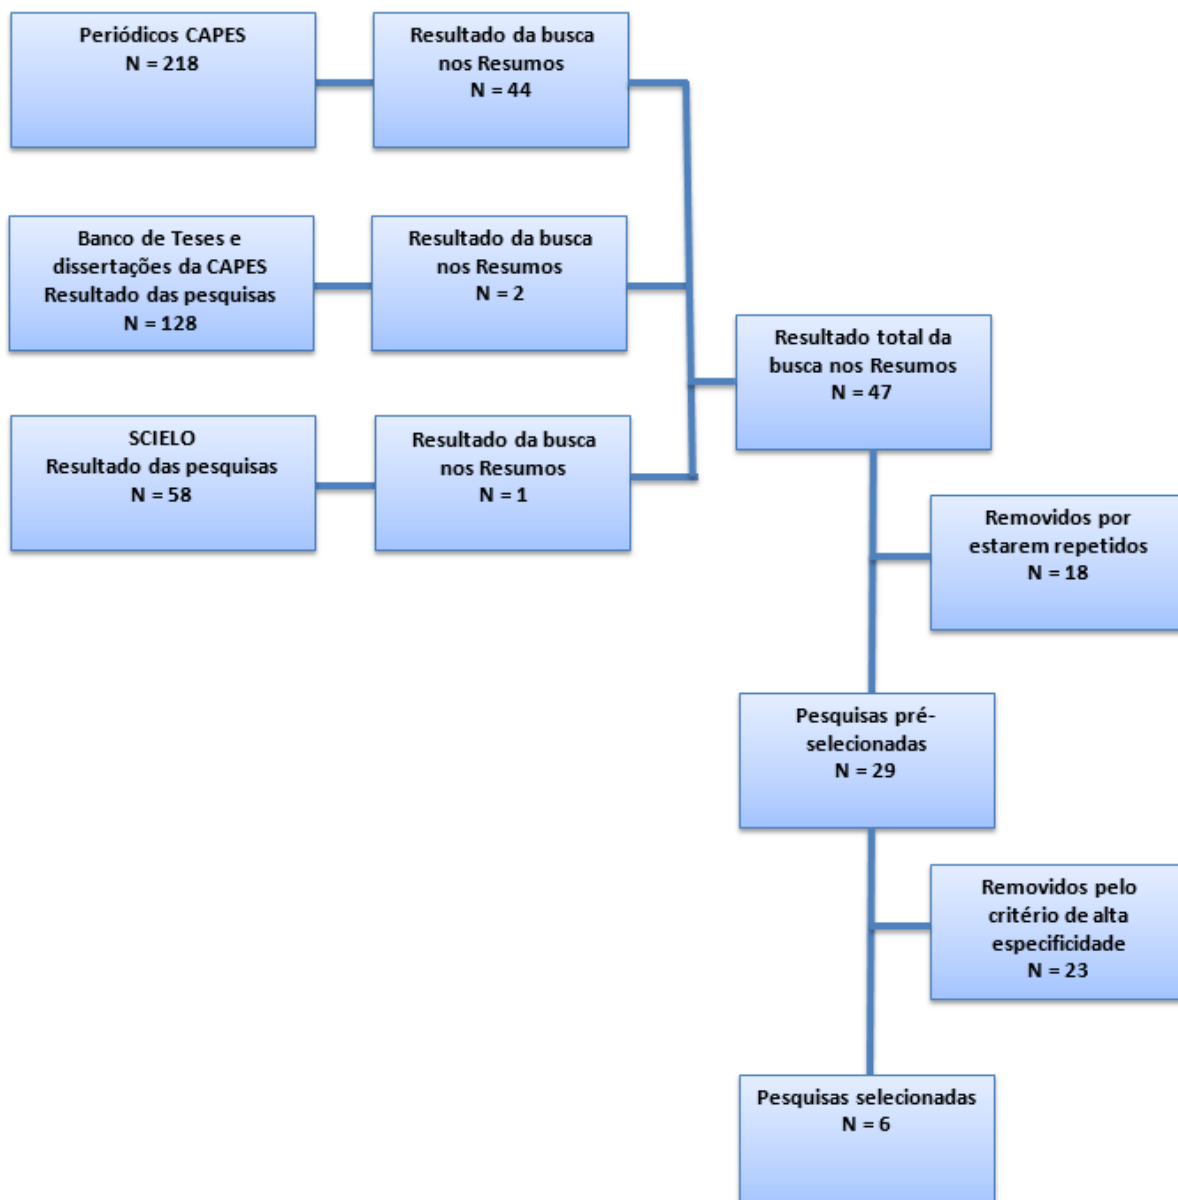 Periódicos CAPES
N = 218
Resultado da busca
nos Resumos
N = 44
Banco de Teses e
dissertações da CAPES
Resultado das pesquisas
N = 128
Resultado da busca
nos Resumos
N = 2
SCIELO
Resultado das pesquisas
N = 58
Resultado da busca
nos Resumos
N = 1
Resultado total da
busca nos Resumos
N = 47
Removidos por
estarem repetidos
N = 18
Pesquisas pré-
selecionadas
N = 29
Removidos pelo
critério de alta
especificidade
N = 23
Pesquisas selecionadas
N = 6